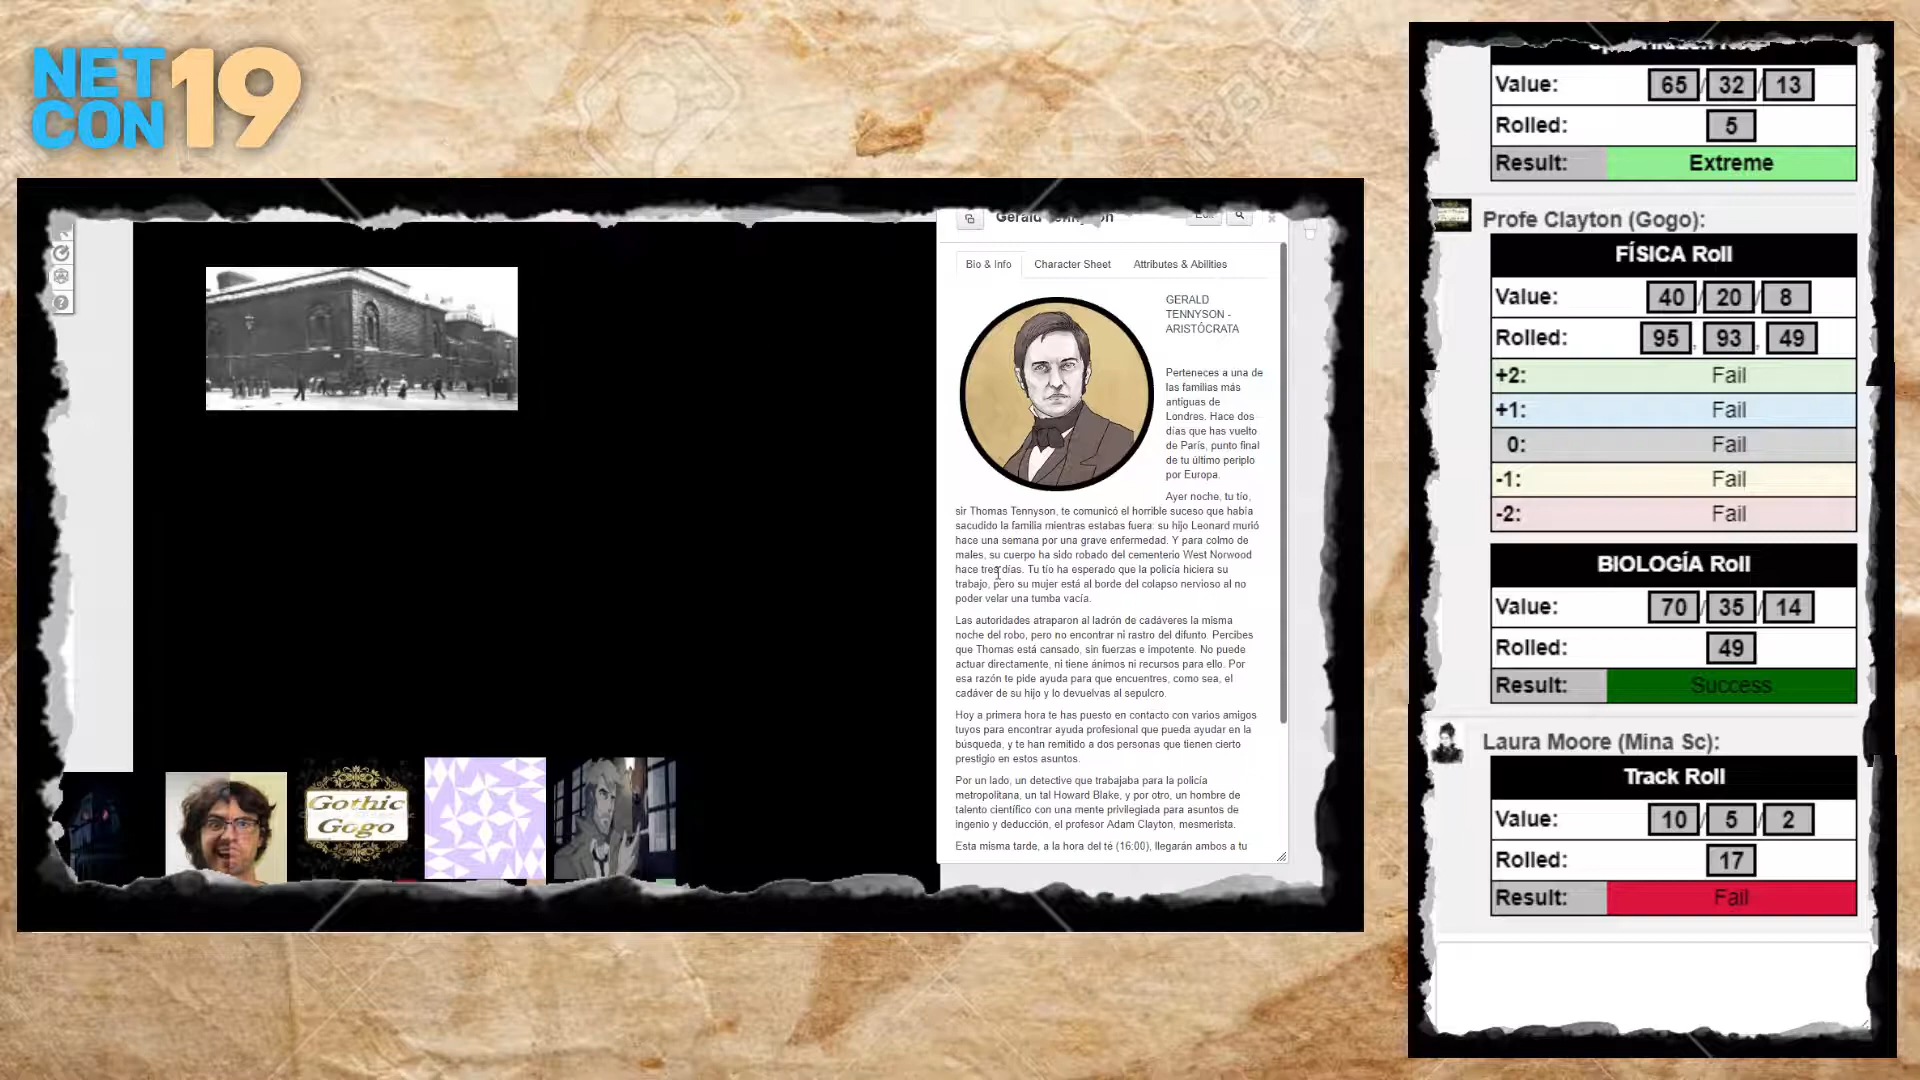 NET
CON 19
Gerald
Bio & Info Character Sheet Attributes & Abilities
GERALD
TENNYSON -
ARISTÓCRATA
Perteneces a una de
las familias más
antiguas de
Londres. Hace dos
días que has vuelto
de París, punto final
de tu último periplo
por Europa.
Ayer noche, tu tío,
sir Thomas Tennyson, te comunicó el horrible suceso que había
sacudido la familia mientras estabas fuera: su hijo Leonard murió
hace una semana por una grave enfermedad. Y para colmo de
males, su cuerpo ha sido robado del cementerio West Norwood
hace tres días. Tu tío ha esperado que la policía hiciera su
trabajo, pero su mujer está al borde del colapso nervioso al no
poder velar una tumba vacía.
Las autoridades atraparon al ladrón de cadáveres la misma
noche del robo, pero no encontrar ni rastro del difunto. Percibes
que Thomas está cansado, sin fuerzas e impotente. No puede
actuar directamente, ni tiene ánimos ni recursos para ello. Por
esa razón te pide ayuda para que encuentres, como sea, el
cadáver de su hijo y lo devuelvas al sepulcro.
Hoy a primera hora te has puesto en contacto con varios amigos
tuyos para encontrar ayuda profesional que pueda ayudar en la
búsqueda, y te han remitido a dos personas que tienen cierto
prestigio en estos asuntos.
Por un lado, un detective que trabajaba para la policía
metropolitana, un tal Howard Blake, y por otro, un hombre de
talento científico con una mente privilegiada para asuntos de
ingenio y deducción, el profesor Adam Clayton, mesmerista.
Esta misma tarde, a la hora del té (16:00), llegarán ambos a tu
Gothic
Gogo
Value: 65 / 32 / 13
Rolled: 5
Result: Extreme
Profe Clayton (Gogo):
FÍSICA Roll
Value: 40 / 20 / 8
Rolled: 95, 93, 49
+2: Fail
+1: Fail
0: Fail
-1: Fail
-2: Fail
BIOLOGÍA Roll
Value: 70 / 35 / 14
Rolled: 49
Result: Success
Laura Moore (Mina Sc):
Track Roll
Value: 10 / 5 / 2
Rolled: 17
Result: Fail